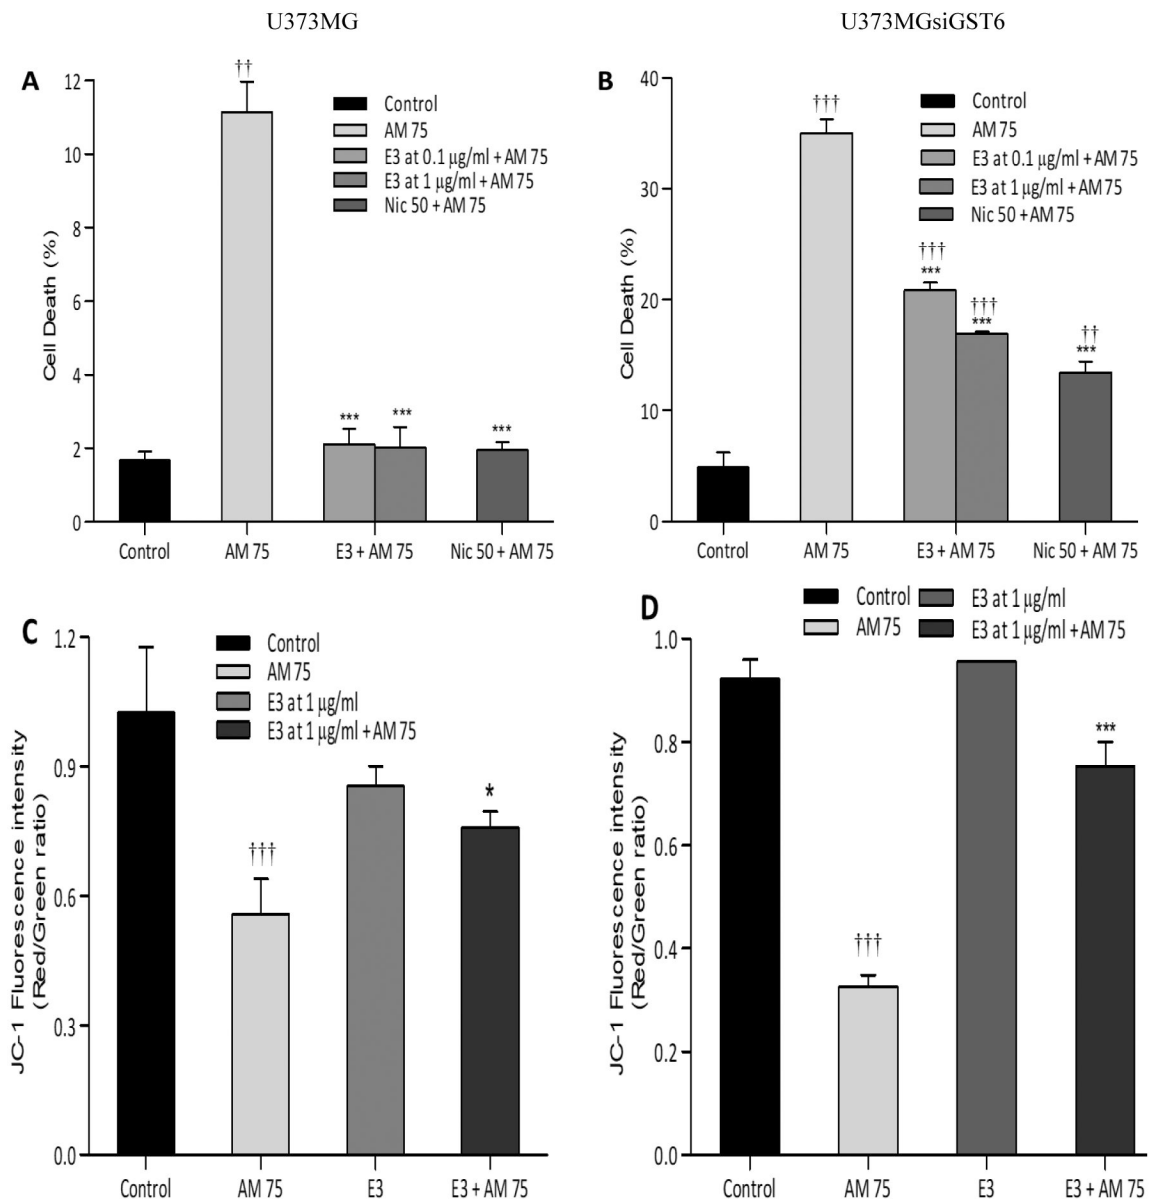 U373MG
U373MGsiGST6
A
Cell Death (%)
12
10
8
6
4
2
0
††
***
***
***
Control
AM 75
E3 at 0.1 µg/ml + AM 75
E3 at 1 µg/ml + AM 75
Nic 50 + AM 75
Control
AM 75
E3 + AM 75
Nic 50 + AM 75
B
Cell Death (%)
40
30
20
10
0
†††
†††
***
†††
***
††
***
Control
AM 75
E3 at 0.1 µg/ml + AM 75
E3 at 1 µg/ml + AM 75
Nic 50 + AM 75
Control
AM 75
E3 + AM 75
Nic 50 + AM 75
C
JC-1 Fluorescence intensity
(Red/Green ratio)
1.2
0.9
0.6
0.3
0.0
†††
*
Control
AM 75
E3 at 1 µg/ml
E3 at 1 µg/ml + AM 75
Control
AM 75
E3
E3 + AM 75
D
JC-1 Fluorescence intensity
(Red/Green ratio)
1.0
0.8
0.6
0.4
0.2
0.0
†††
***
Control
AM 75
E3 at 1 µg/ml
E3 at 1 µg/ml + AM 75
Control
AM 75
E3
E3 + AM 75